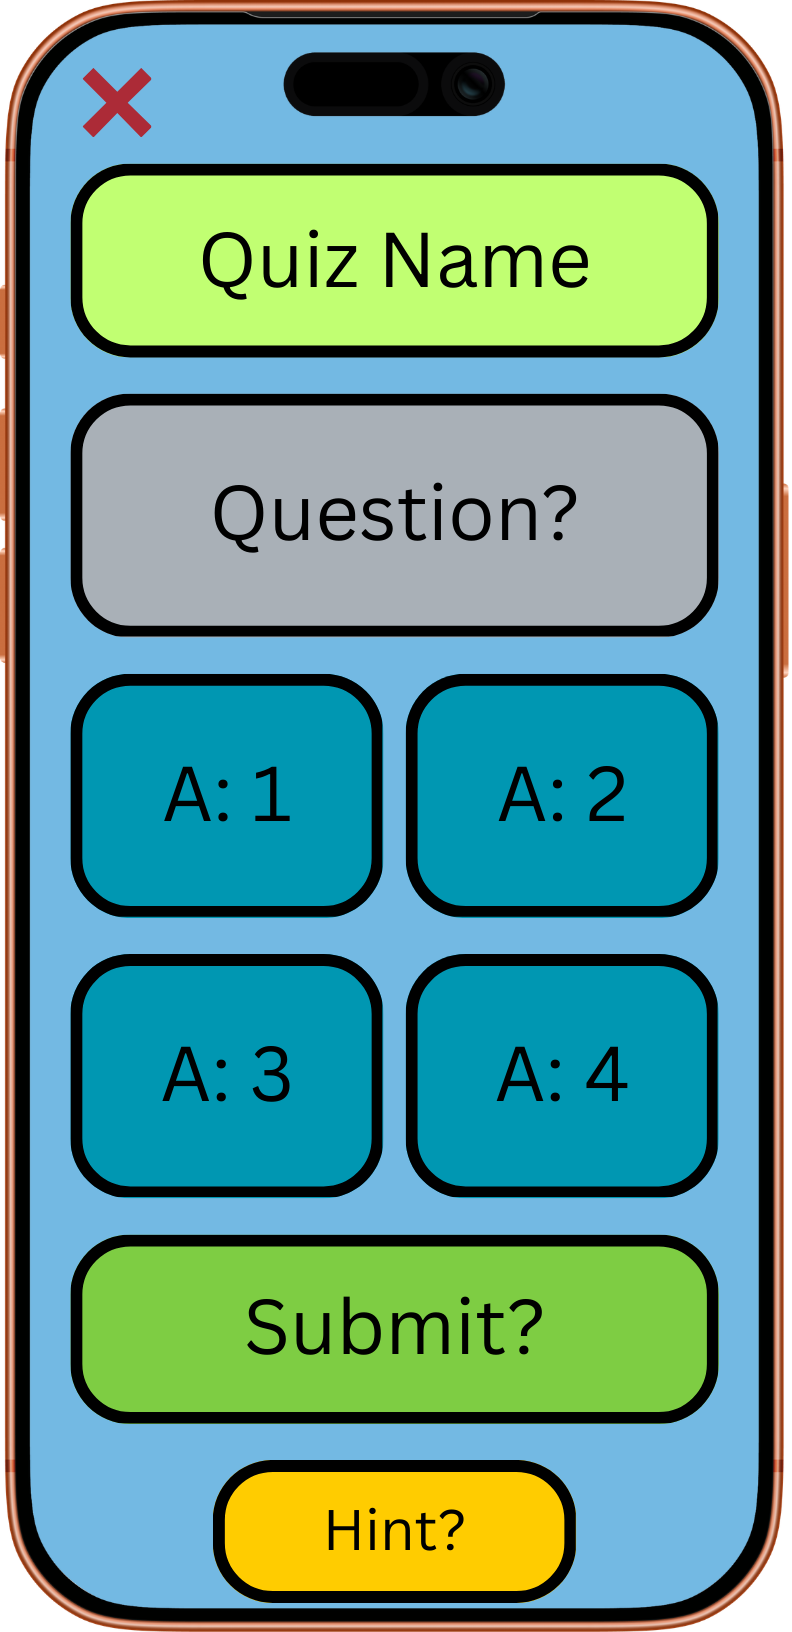 Quiz Name
Question?
A: 1
A: 2
A: 3
A: 4
Submit?
Hint?